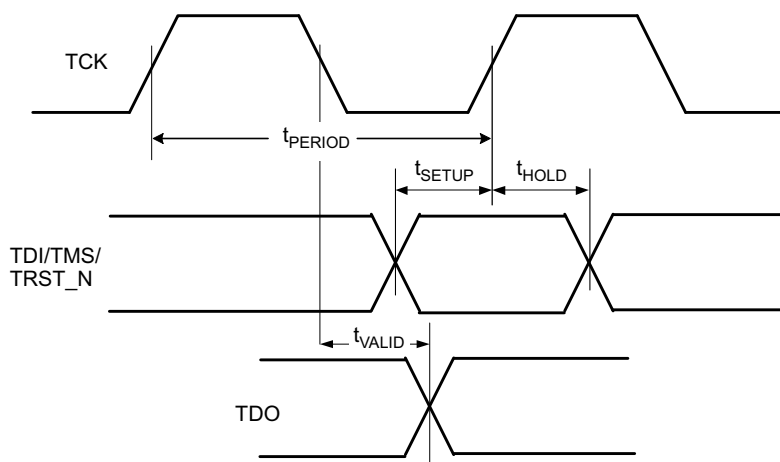 TCK
tPERIOD
tSETUP
tHOLD
TDI/TMS/
TRST_N
tVALID
TDO